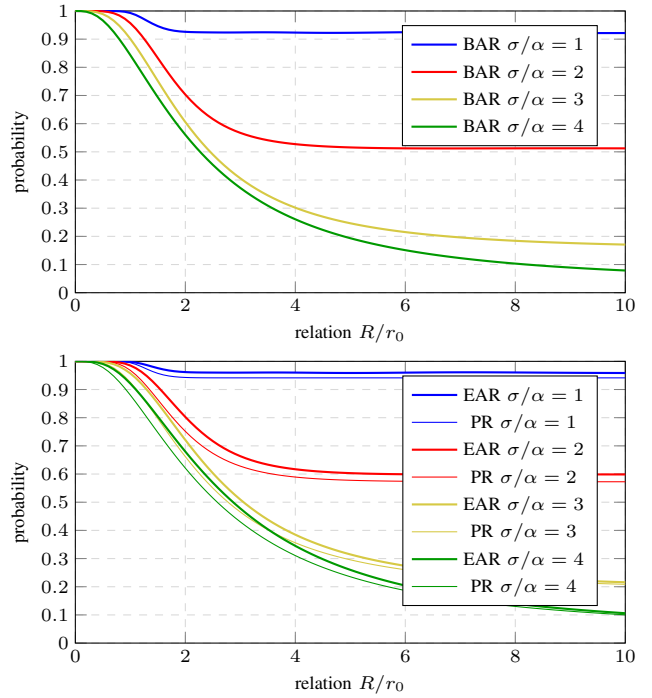 1
0.9
0.8
0.7
0.6
0.5
0.4
0.3
0.2
0.1
0
probability
BAR σ/α = 1
BAR σ/α = 2
BAR σ/α = 3
BAR σ/α = 4
0 2 4 6 8 10
relation R/r₀
1
0.9
0.8
0.7
0.6
0.5
0.4
0.3
0.2
0.1
0
probability
EAR σ/α = 1
PR σ/α = 1
EAR σ/α = 2
PR σ/α = 2
EAR σ/α = 3
PR σ/α = 3
EAR σ/α = 4
PR σ/α = 4
0 2 4 6 8 10
relation R/r₀